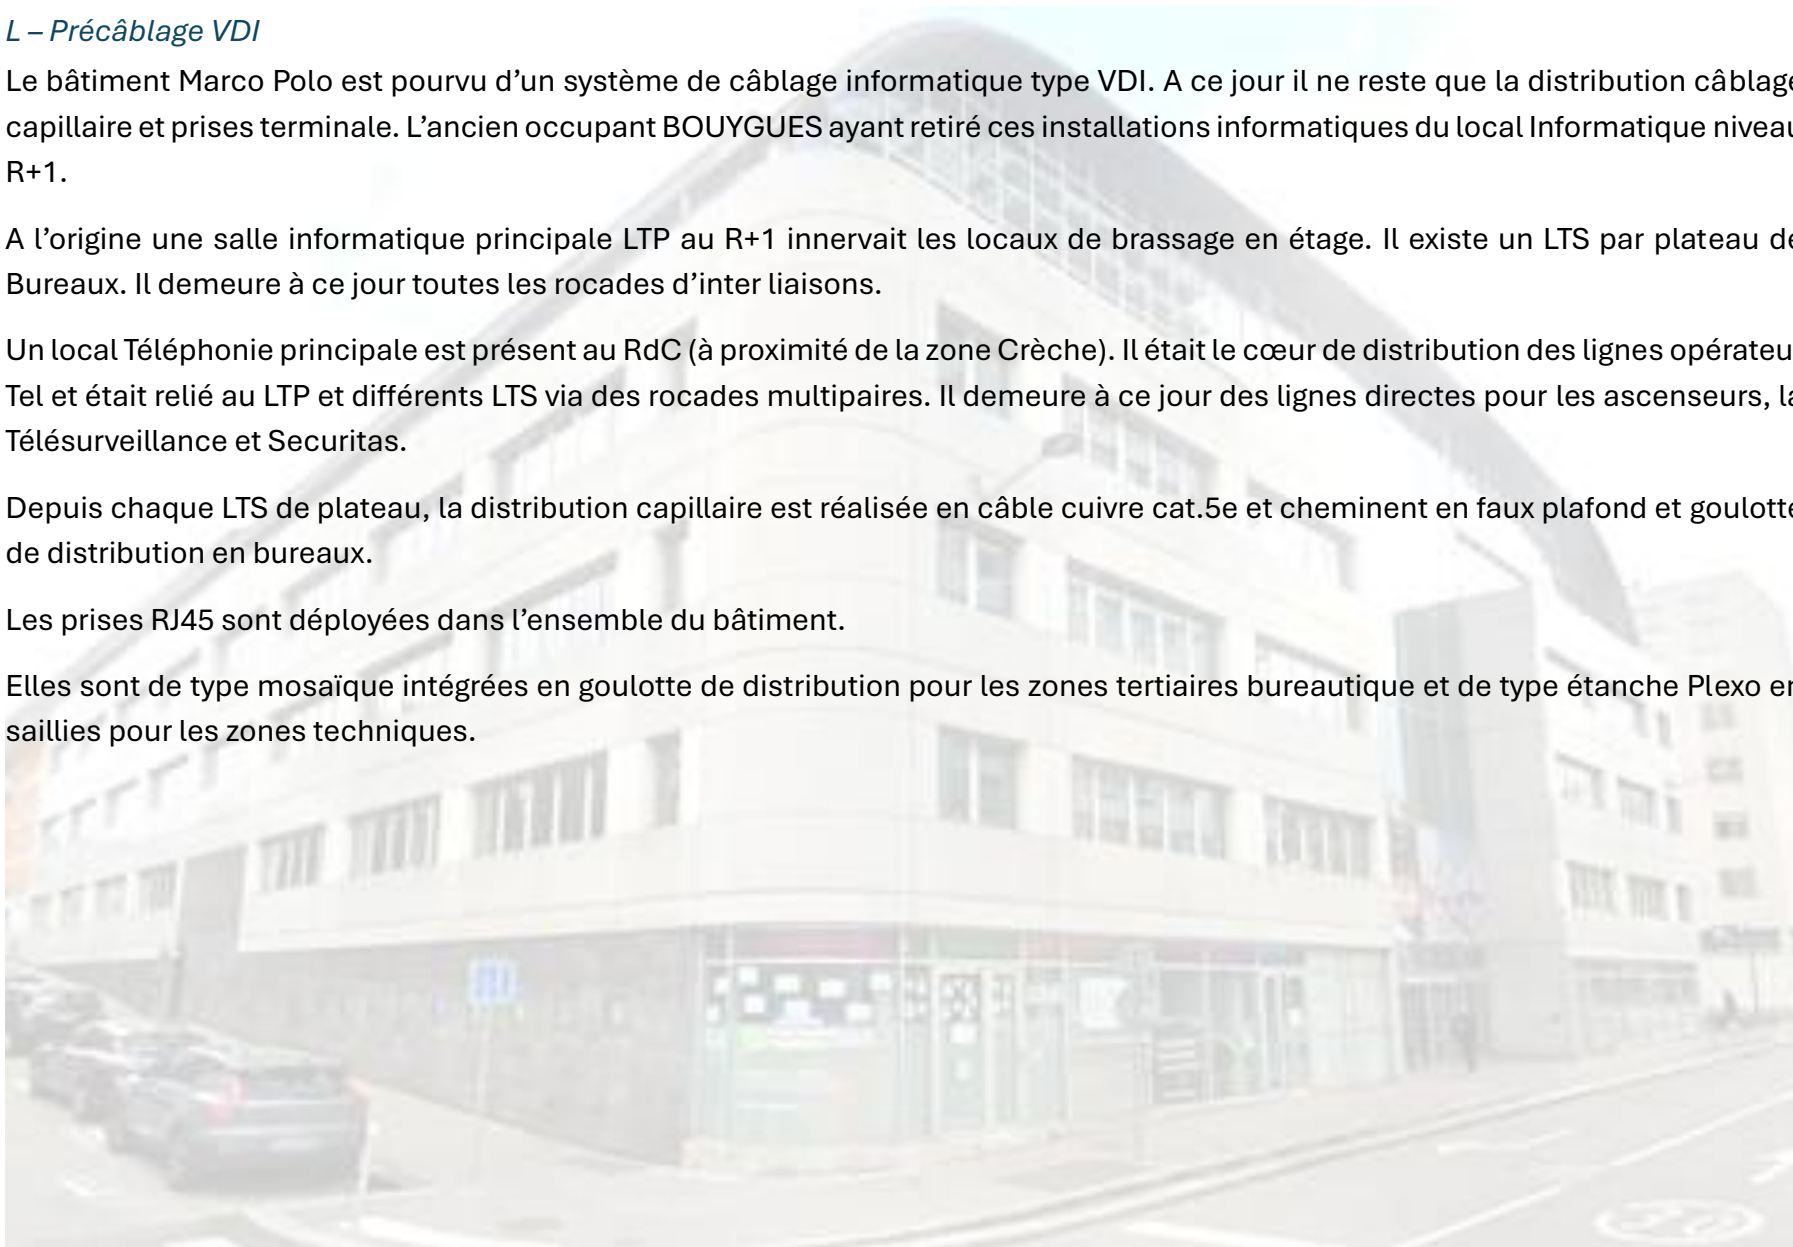 L – Précâblage VDI
Le bâtiment Marco Polo est pourvu d'un système de câblage informatique type VDI. A ce jour il ne reste que la distribution câblage
capillaire et prises terminale. L'ancien occupant BOUYGUES ayant retiré ces installations informatiques du local Informatique niveau
R+1.
A l'origine une salle informatique principale LTP au R+1 innervait les locaux de brassage en étage. Il existe un LTS par plateau de
Bureaux. Il demeure à ce jour toutes les rocades d'inter liaisons.
Un local Téléphonie principale est présent au RdC (à proximité de la zone Crèche). Il était le cœur de distribution des lignes opérateur
Tel et était relié au LTP et différents LTS via des rocades multipaires. Il demeure à ce jour des lignes directes pour les ascenseurs, la
Télésurveillance et Securitas.
Depuis chaque LTS de plateau, la distribution capillaire est réalisée en câble cuivre cat.5e et cheminent en faux plafond et goulotte
de distribution en bureaux.
Les prises RJ45 sont déployées dans l'ensemble du bâtiment.
Elles sont de type mosaïque intégrées en goulotte de distribution pour les zones tertiaires bureautique et de type étanche Plexo en
saillies pour les zones techniques.